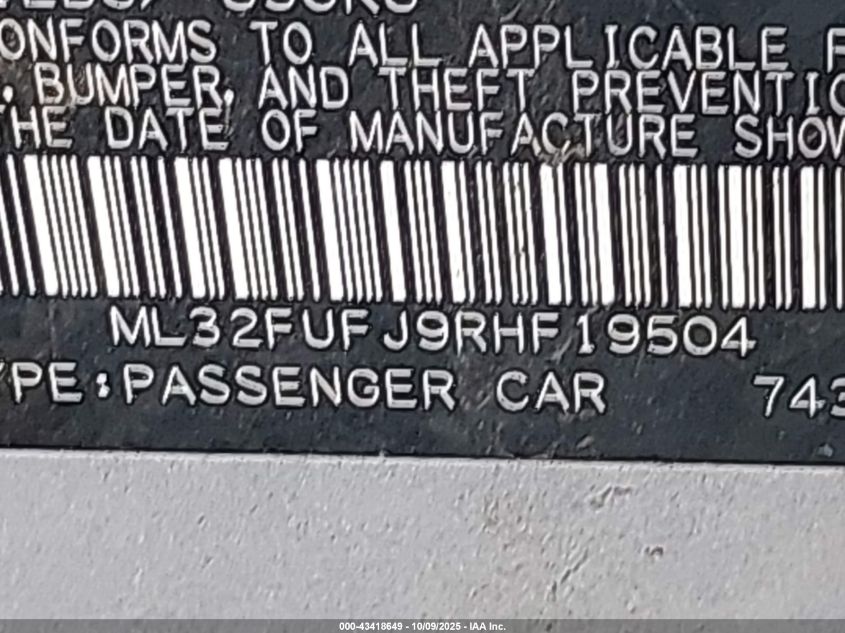 ONFORMS TO ALL APPLICABLE F
, BUMPER, AND THEFT PREVENTIO
THE DATE OF MANUFACTURE SHOW
ML32FUFJ9RHF19504
YPE:PASSENGER CAR 743
000-43418649 - 10/09/2025 - IAA Inc.